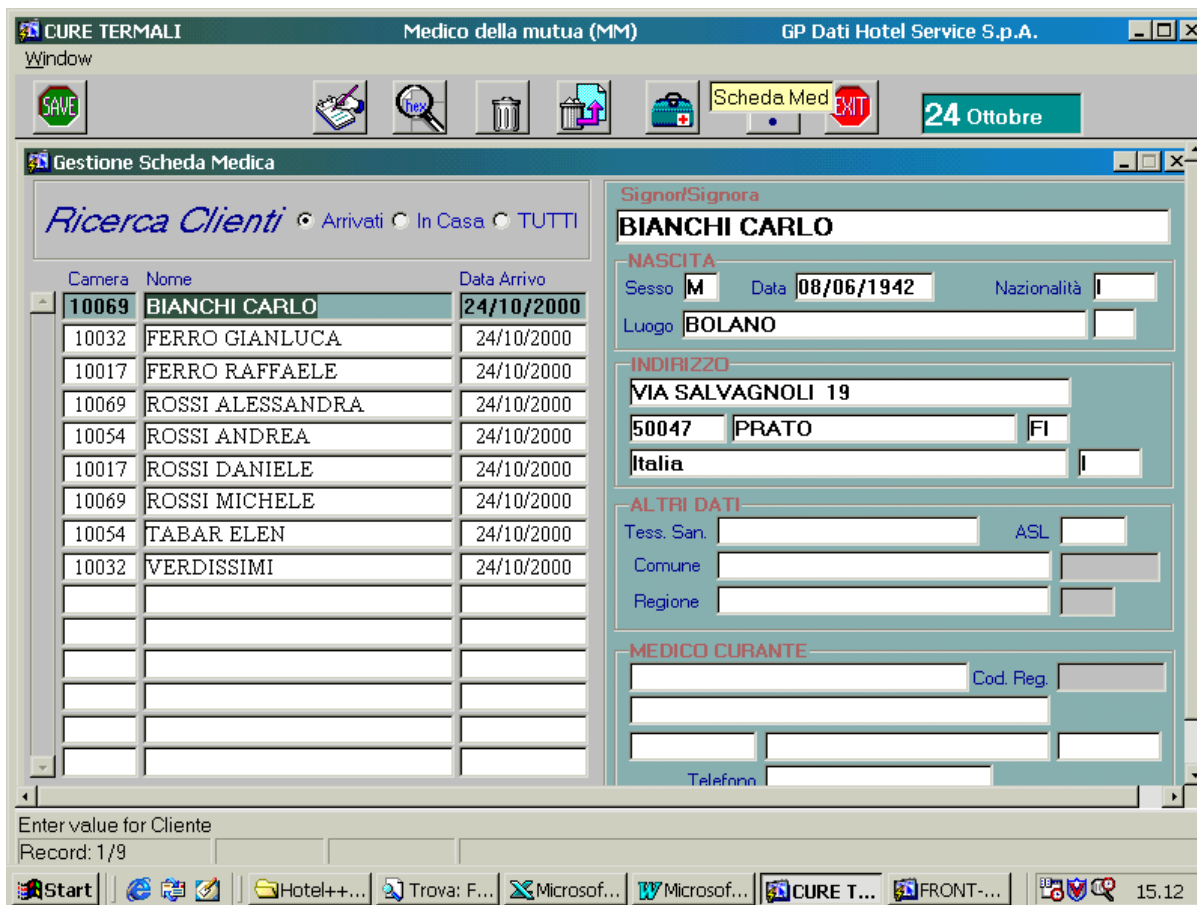 CURE TERMALI Medico della mutua (MM) GP Dati Hotel Service S.p.A.
Window
SAVE hex Scheda Med EXIT 24 Ottobre
Gestione Scheda Medica
Ricerca Clienti Arrivati In Casa TUTTI
Camera Nome Data Arrivo
10069 BIANCHI CARLO 24/10/2000
10032 FERRO GIANLUCA 24/10/2000
10017 FERRO RAFFAELE 24/10/2000
10069 ROSSI ALESSANDRA 24/10/2000
10054 ROSSI ANDREA 24/10/2000
10017 ROSSI DANIELE 24/10/2000
10069 ROSSI MICHELE 24/10/2000
10054 TABAR ELEN 24/10/2000
10032 VERDISSIMI 24/10/2000
Signor/Signora
BIANCHI CARLO
NASCITA
Sesso M Data 08/06/1942 Nazionalità I
Luogo BOLANO
INDIRIZZO
VIA SALVAGNOLI 19
50047 PRATO FI
Italia I
ALTRI DATI
Tess. San. ASL
Comune
Regione
MEDICO CURANTE
Cod. Reg.
Telefono
Enter value for Cliente
Record: 1/9
Start Hotel++... Trova: F... Microsof... Microsof... CURE T... FRONT-... 15.12